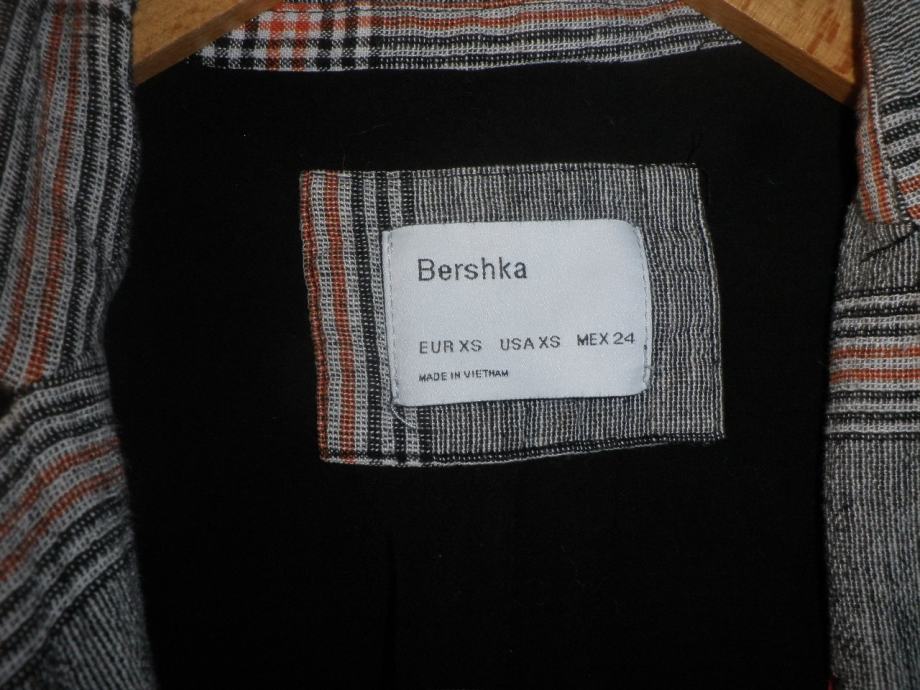 Bershka
EUR XS USA XS MEX 24
MADE IN VIETNAM